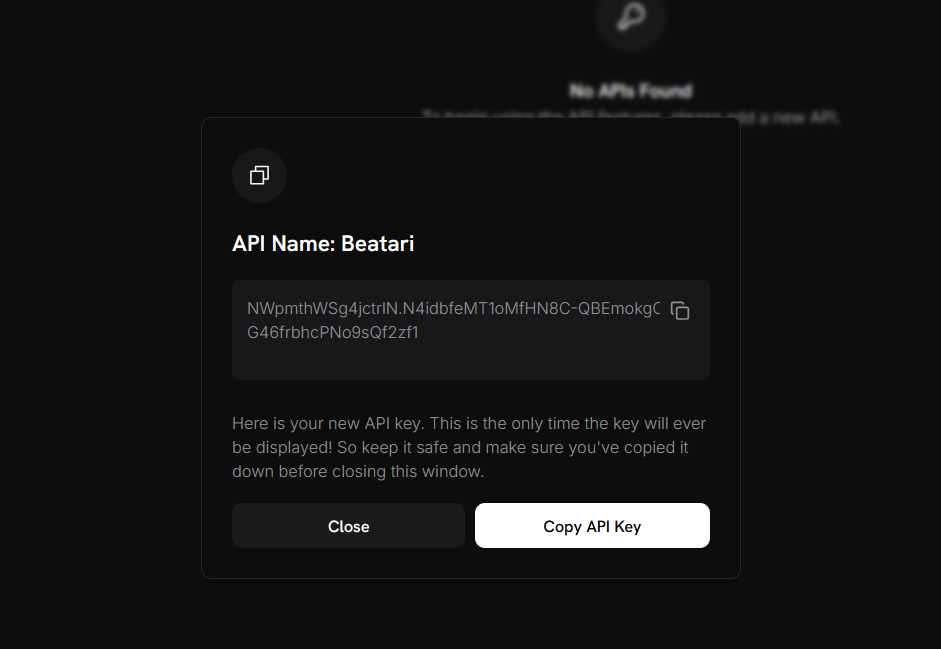 No APIs Found
To begin using the API features, please add a new API.
API Name: Beatari
NWpmthWSg4jctrIN.N4idbfeMT1oMfHN8C-QBEmokg
G46frbhcPNo9sQf2zf1
Here is your new API key. This is the only time the key will ever
be displayed! So keep it safe and make sure you've copied it
down before closing this window.
Close
Copy API Key